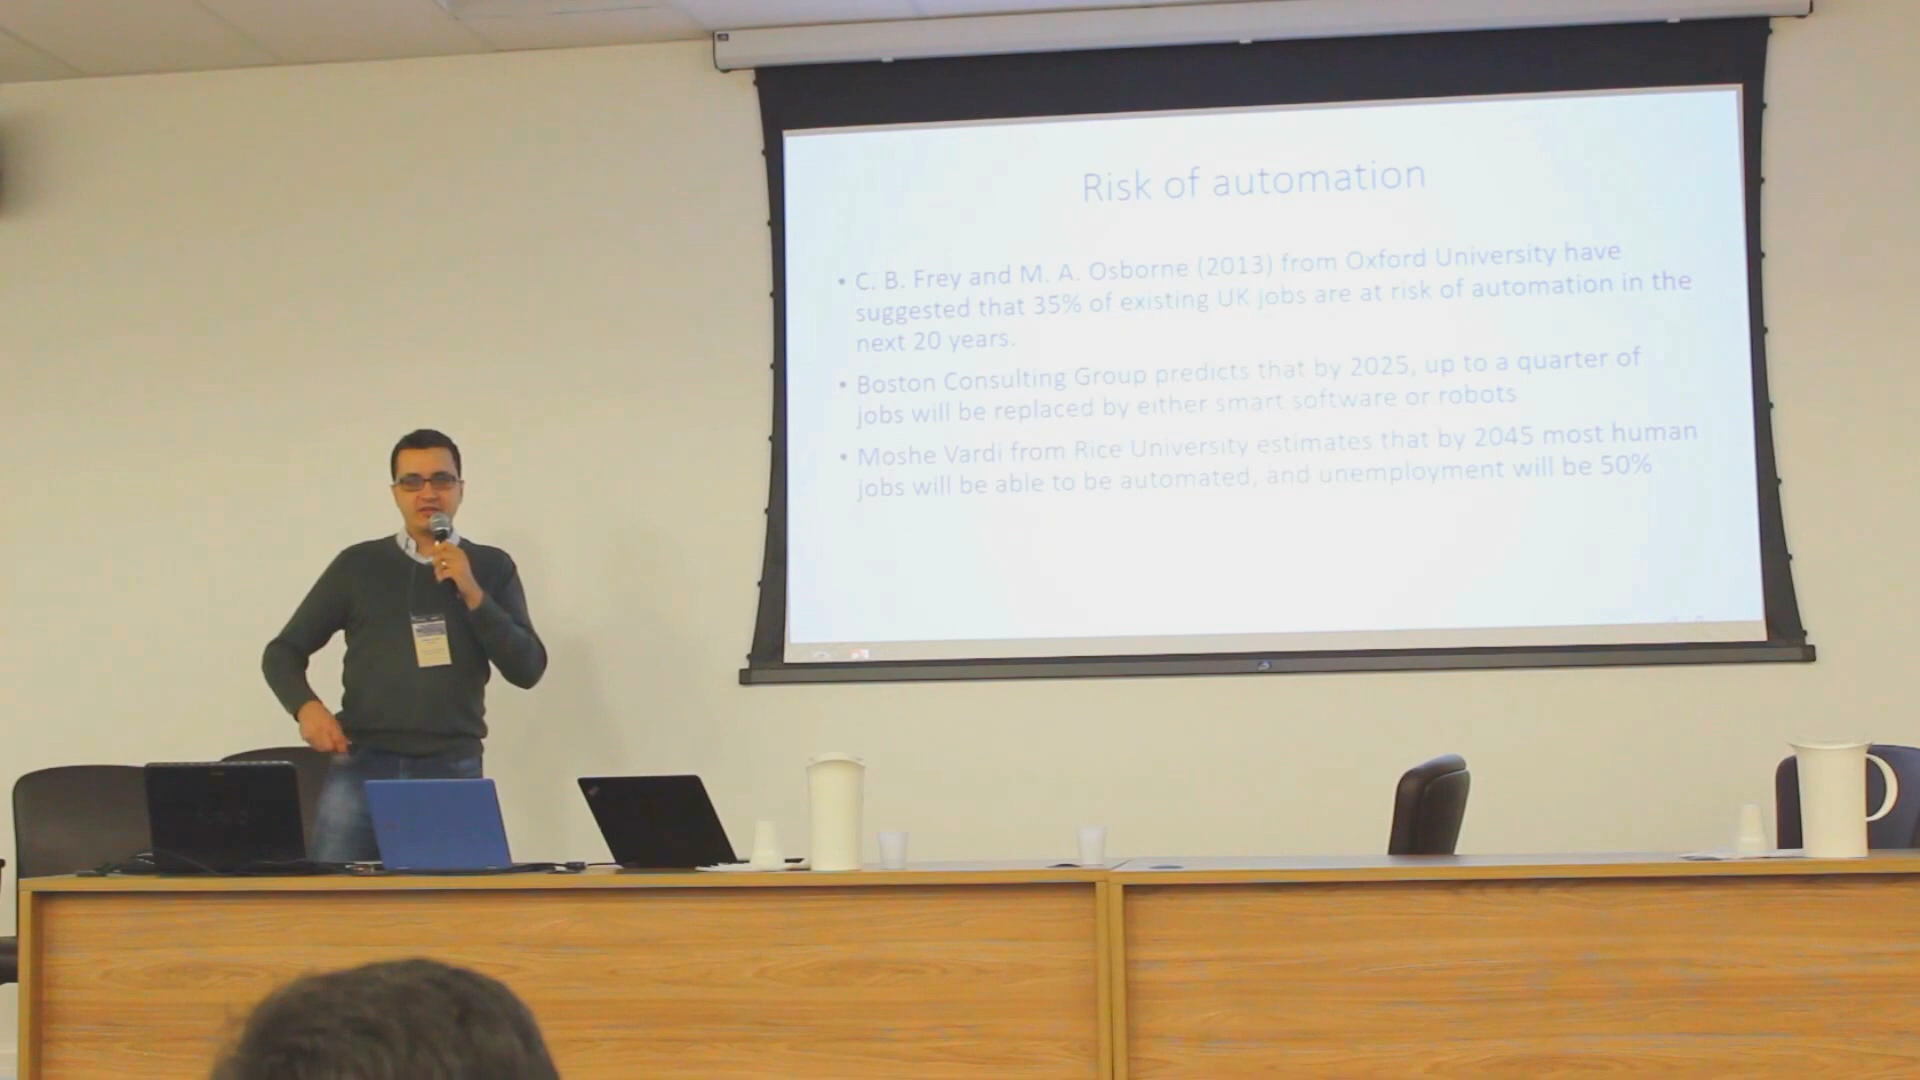 Risk of automation
• C. B. Frey and M. A. Osborne (2013) from Oxford University have
suggested that 35% of existing UK jobs are at risk of automation in the
next 20 years.
• Boston Consulting Group predicts that by 2025, up to a quarter of
jobs will be replaced by either smart software or robots
• Moshe Vardi from Rice University estimates that by 2045 most human
jobs will be able to be automated, and unemployment will be 50%